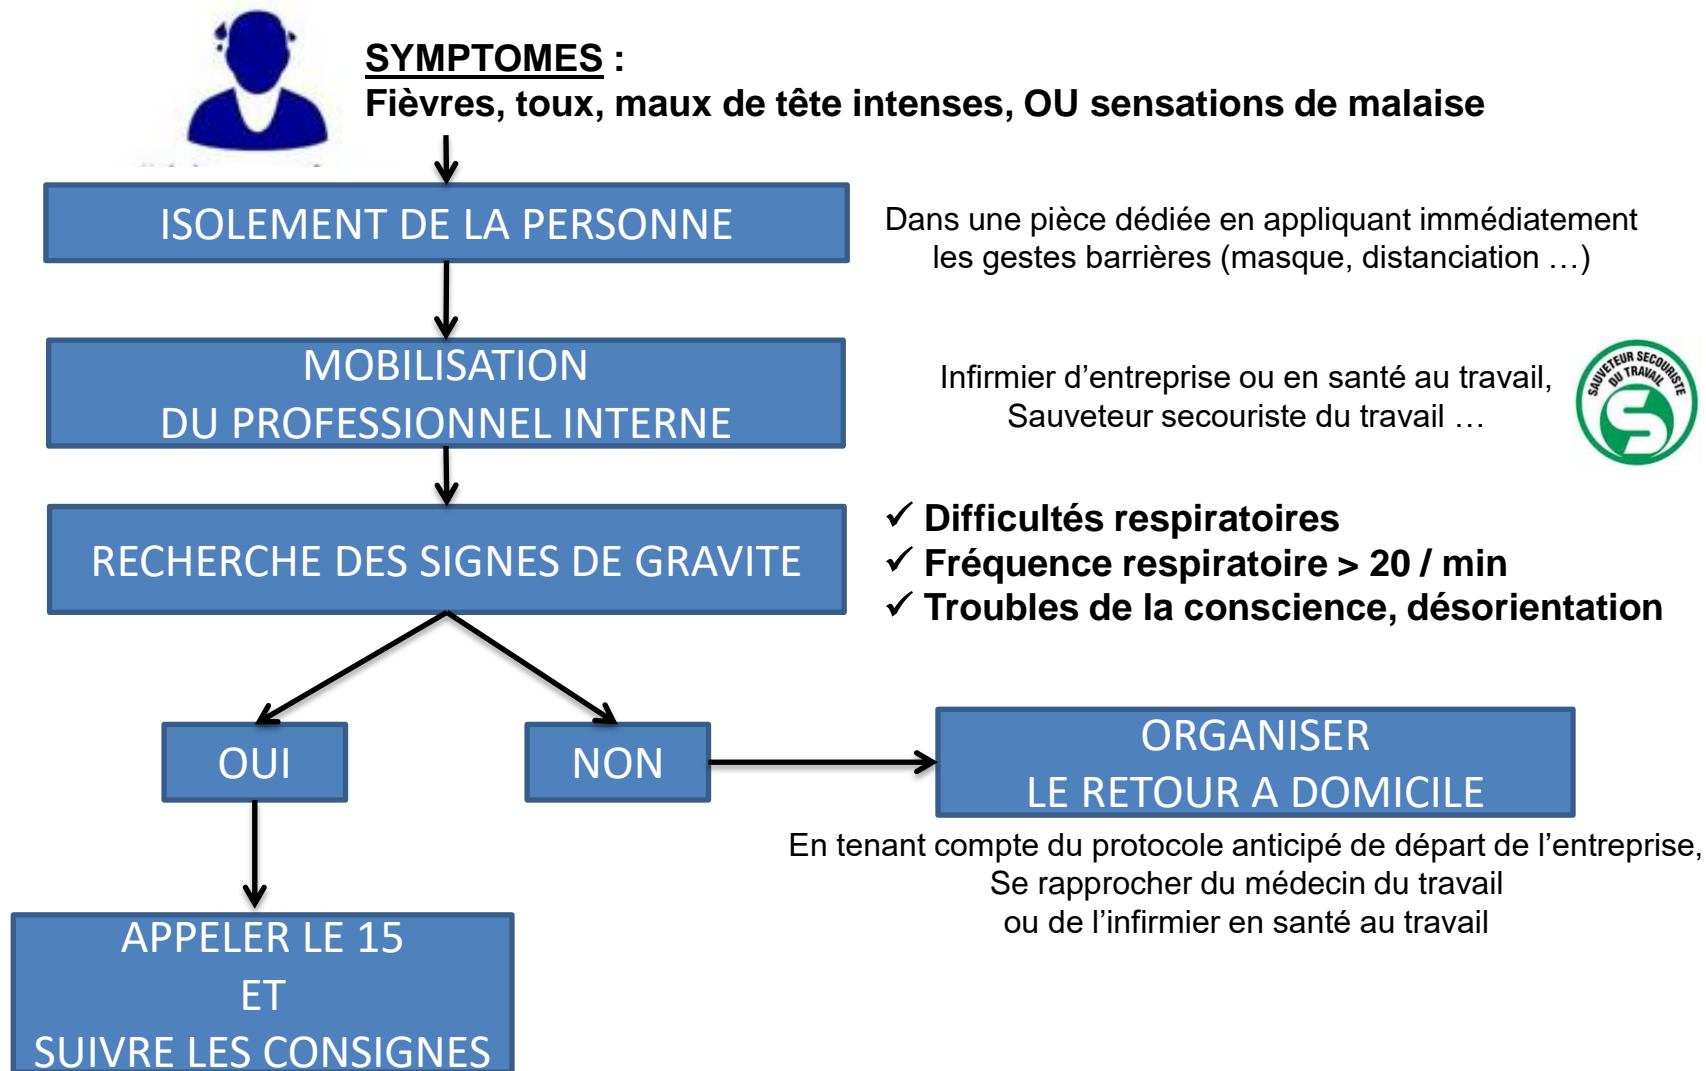 SYMPTOMES :
Fièvres, toux, maux de tête intenses, OU sensations de malaise
ISOLEMENT DE LA PERSONNE
Dans une pièce dédiée en appliquant immédiatement
les gestes barrières (masque, distanciation …)
MOBILISATION
DU PROFESSIONNEL INTERNE
Infirmier d’entreprise ou en santé au travail,
Sauveteur secouriste du travail …
SAUVETEUR SECOURISTE
DU TRAVAIL
RECHERCHE DES SIGNES DE GRAVITE
✓ Difficultés respiratoires
✓ Fréquence respiratoire > 20 / min
✓ Troubles de la conscience, désorientation
OUI
NON
ORGANISER
LE RETOUR A DOMICILE
En tenant compte du protocole anticipé de départ de l’entreprise,
Se rapprocher du médecin du travail
ou de l’infirmier en santé au travail
APPELER LE 15
ET
SUIVRE LES CONSIGNES